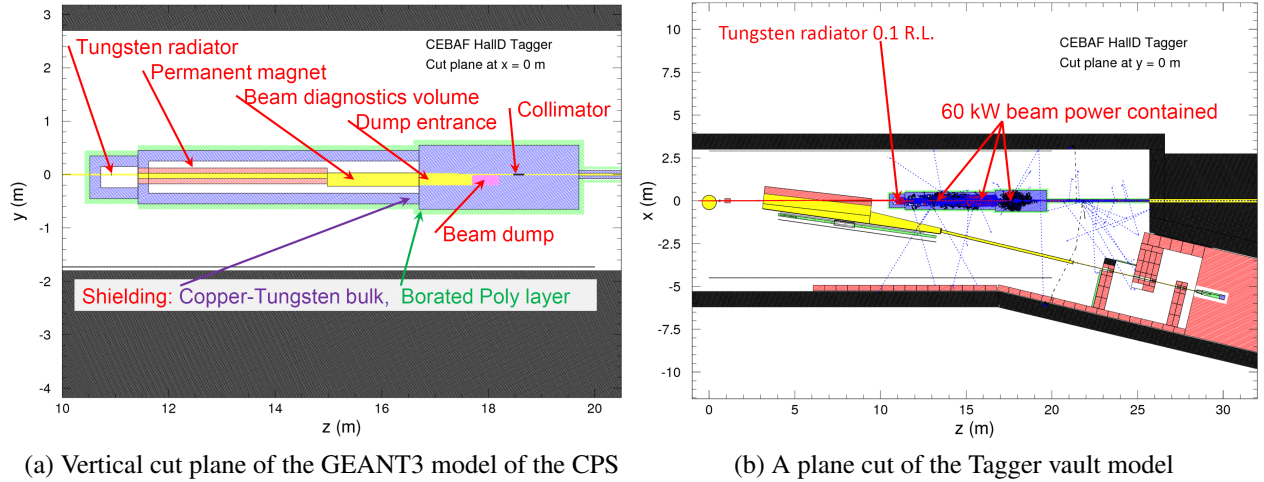 Tungsten radiator
Permanent magnet
Beam diagnostics volume
Dump entrance
Collimator
CEBAF HallD Tagger
Cut plane at x = 0 m
Beam dump
Shielding: Copper-Tungsten bulk, Borated Poly layer
y (m)
3
2
1
0
-1
-2
-3
-4
10
12
14
16
18
20
z (m)
(a) Vertical cut plane of the GEANT3 model of the CPS
Tungsten radiator 0.1 R.L.
CEBAF HallD Tagger
Cut plane at y = 0 m
60 kW beam power contained
x (m)
10
7.5
5
2.5
0
-2.5
-5
-7.5
-10
0
5
10
15
20
25
30
z (m)
(b) A plane cut of the Tagger vault model